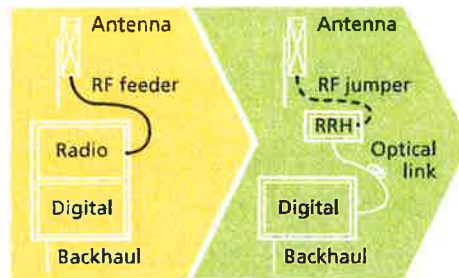 Antenna
RF feeder
Radio
Digital
Backhaul
Antenna
RF jumper
RRH
Optical
link
Digital
Backhaul